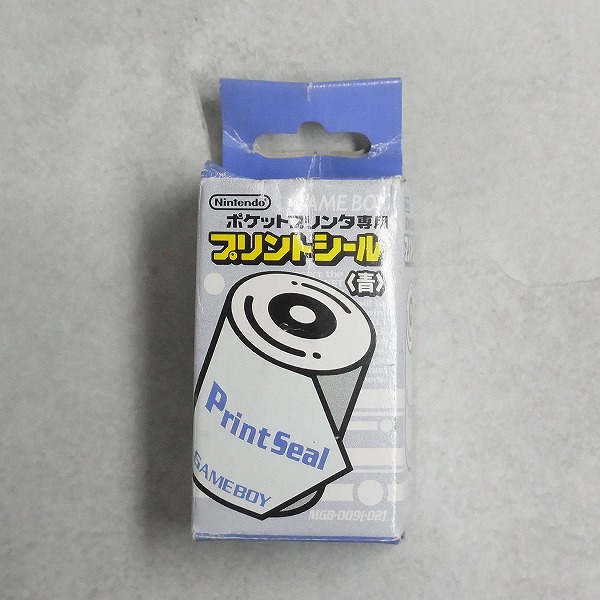 Nintendo
GAME BOY
ポケットプリンタ専用
プリントシール
〈青〉
Print Seal
GAMEBOY
MGB-009(-02)